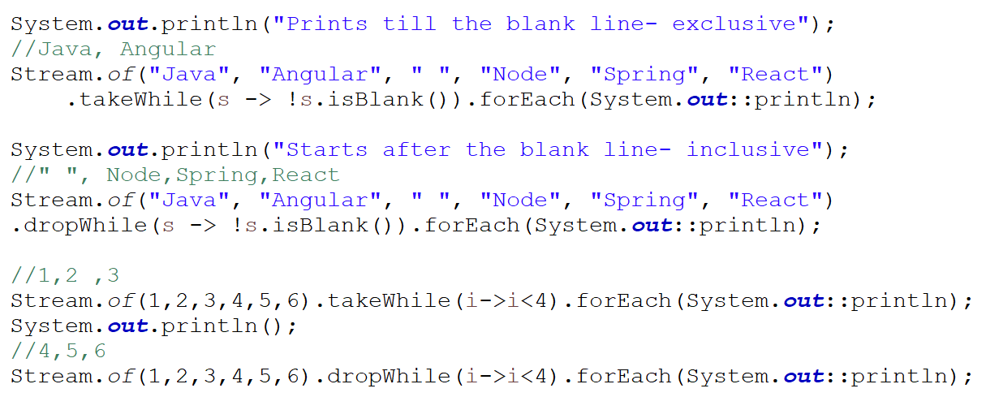 System.out.println("Prints till the blank line- exclusive");
//Java, Angular
Stream.of("Java", "Angular", " ", "Node", "Spring", "React")
    .takeWhile(s -> !s.isBlank()).forEach(System.out::println);
System.out.println("Starts after the blank line- inclusive");
//" ", Node,Spring,React
Stream.of("Java", "Angular", " ", "Node", "Spring", "React")
.dropWhile(s -> !s.isBlank()).forEach(System.out::println);
//1,2 ,3
Stream.of(1,2,3,4,5,6).takeWhile(i->i<4).forEach(System.out::println);
System.out.println();
//4,5,6
Stream.of(1,2,3,4,5,6).dropWhile(i->i<4).forEach(System.out::println);